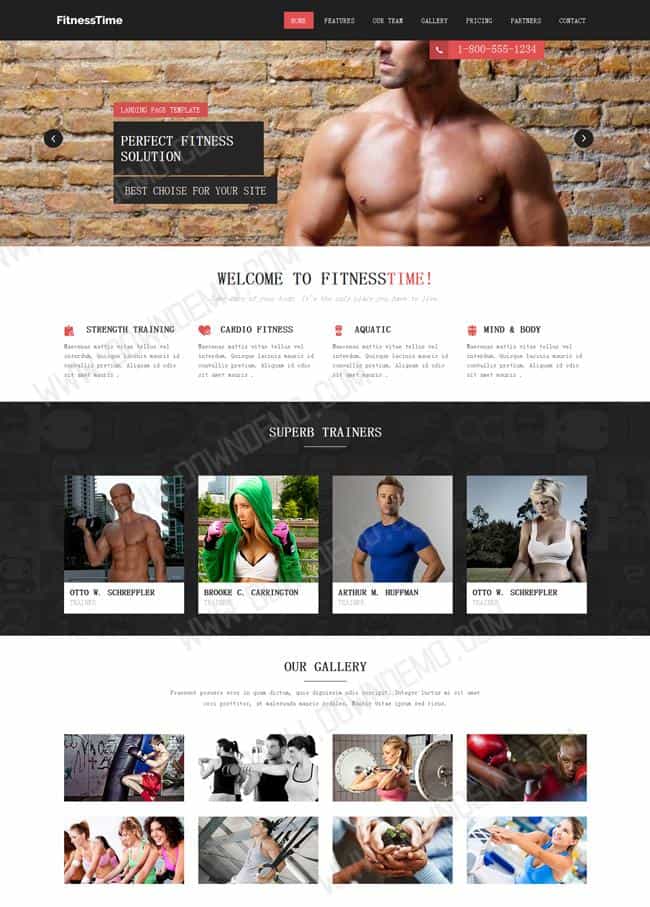 FitnessTime
HOME FEATURES OUR TEAM GALLERY PRICING PARTNERS CONTACT
1-800-555-1234
LANDING PAGE TEMPLATE
PERFECT FITNESS
SOLUTION
BEST CHOISE FOR YOUR SITE
WELCOME TO FITNESSTIME!
Take care of your body. It's the only place you have to live
STRENGTH TRAINING
Maecenas mattis vitae tellus vel
interdum. Quisque lacinia mauris id
convallis pretium. Aliquam id odio
sit amet mauris .
CARDIO FITNESS
Maecenas mattis vitae tellus vel
interdum. Quisque lacinia mauris id
convallis pretium. Aliquam id odio
sit amet mauris .
AQUATIC
Maecenas mattis vitae tellus vel
interdum. Quisque lacinia mauris id
convallis pretium. Aliquam id odio
sit amet mauris .
MIND & BODY
Maecenas mattis vitae tellus vel
interdum. Quisque lacinia mauris id
convallis pretium. Aliquam id odio
sit amet mauris .
SUPERB TRAINERS
OTTO W. SCHREFFLER
TRAINER
BROOKE C. CARRINGTON
TRAINER
ARTHUR M. HUFFMAN
TRAINER
OTTO W. SCHREFFLER
TRAINER
OUR GALLERY
Praesent posuere eros in quam dictum, quis dignissim odio suscipit. Integer luctus mi sit amet
orci porttitor, at malesuada mauris sodales. Mauris vitae ipsum sed risus.
WWW.DOWNDEMO.COM
WWW.DOWNDEMO.COM
WWW.DOWNDEMO.COM